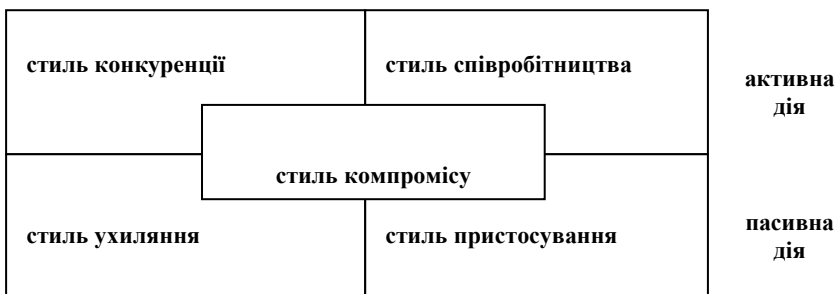 стиль конкуренції
стиль співробітництва
активна
дія
стиль компромісу
стиль ухиляння
стиль пристосування
пасивна
дія